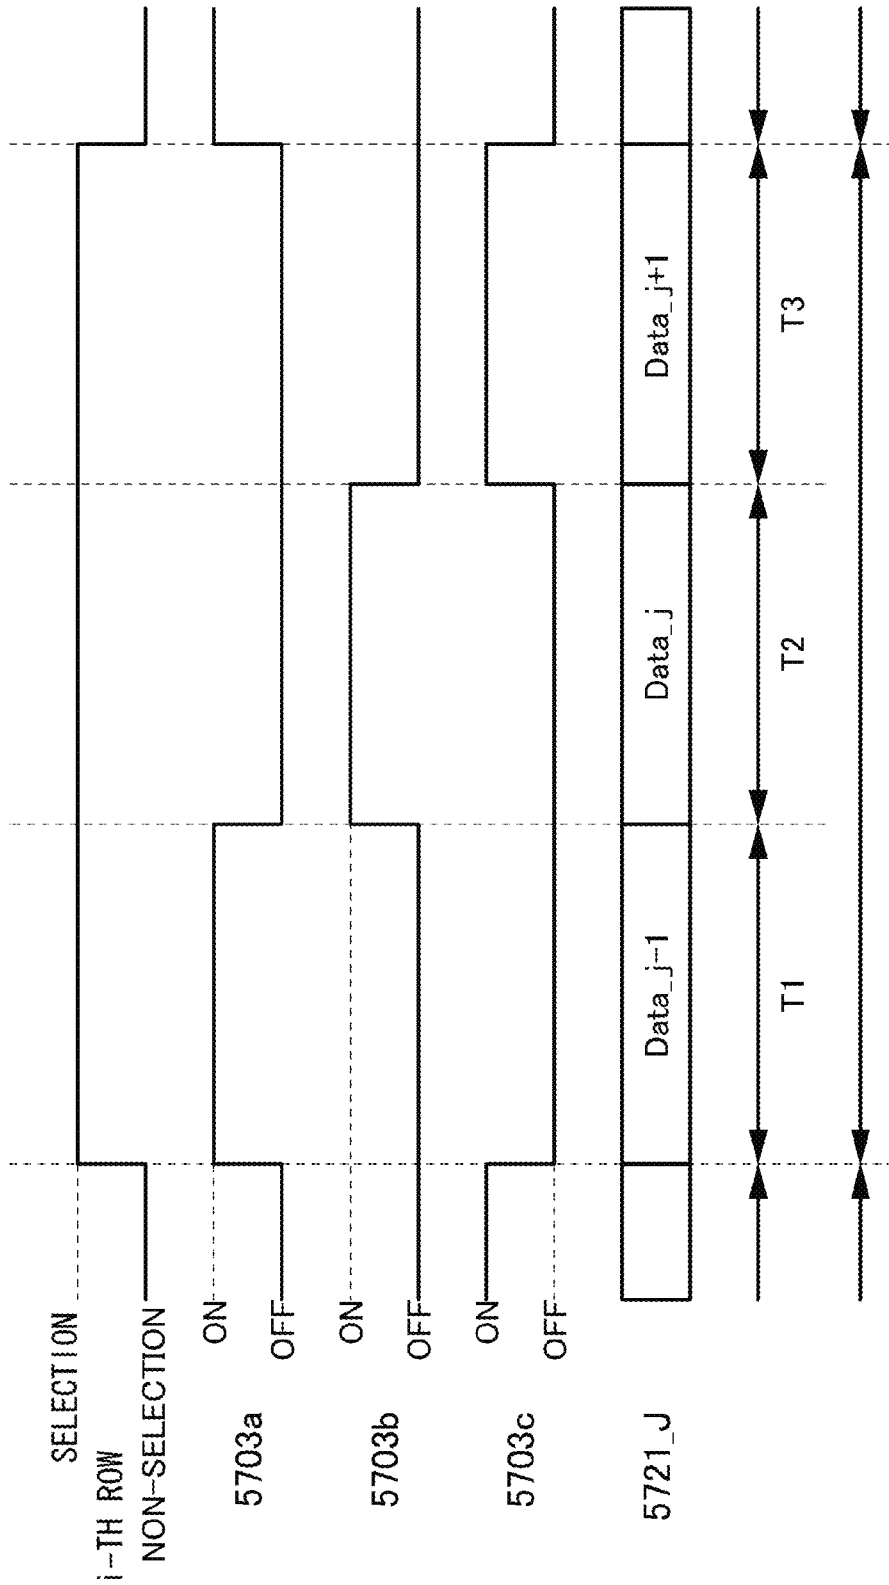 SELECTION
i-TH ROW
NON-SELECTION
5703a
ON
OFF
5703b
ON
OFF
5703c
ON
OFF
5721_J
Data_j-1
Data_j
Data_j+1
T1
T2
T3